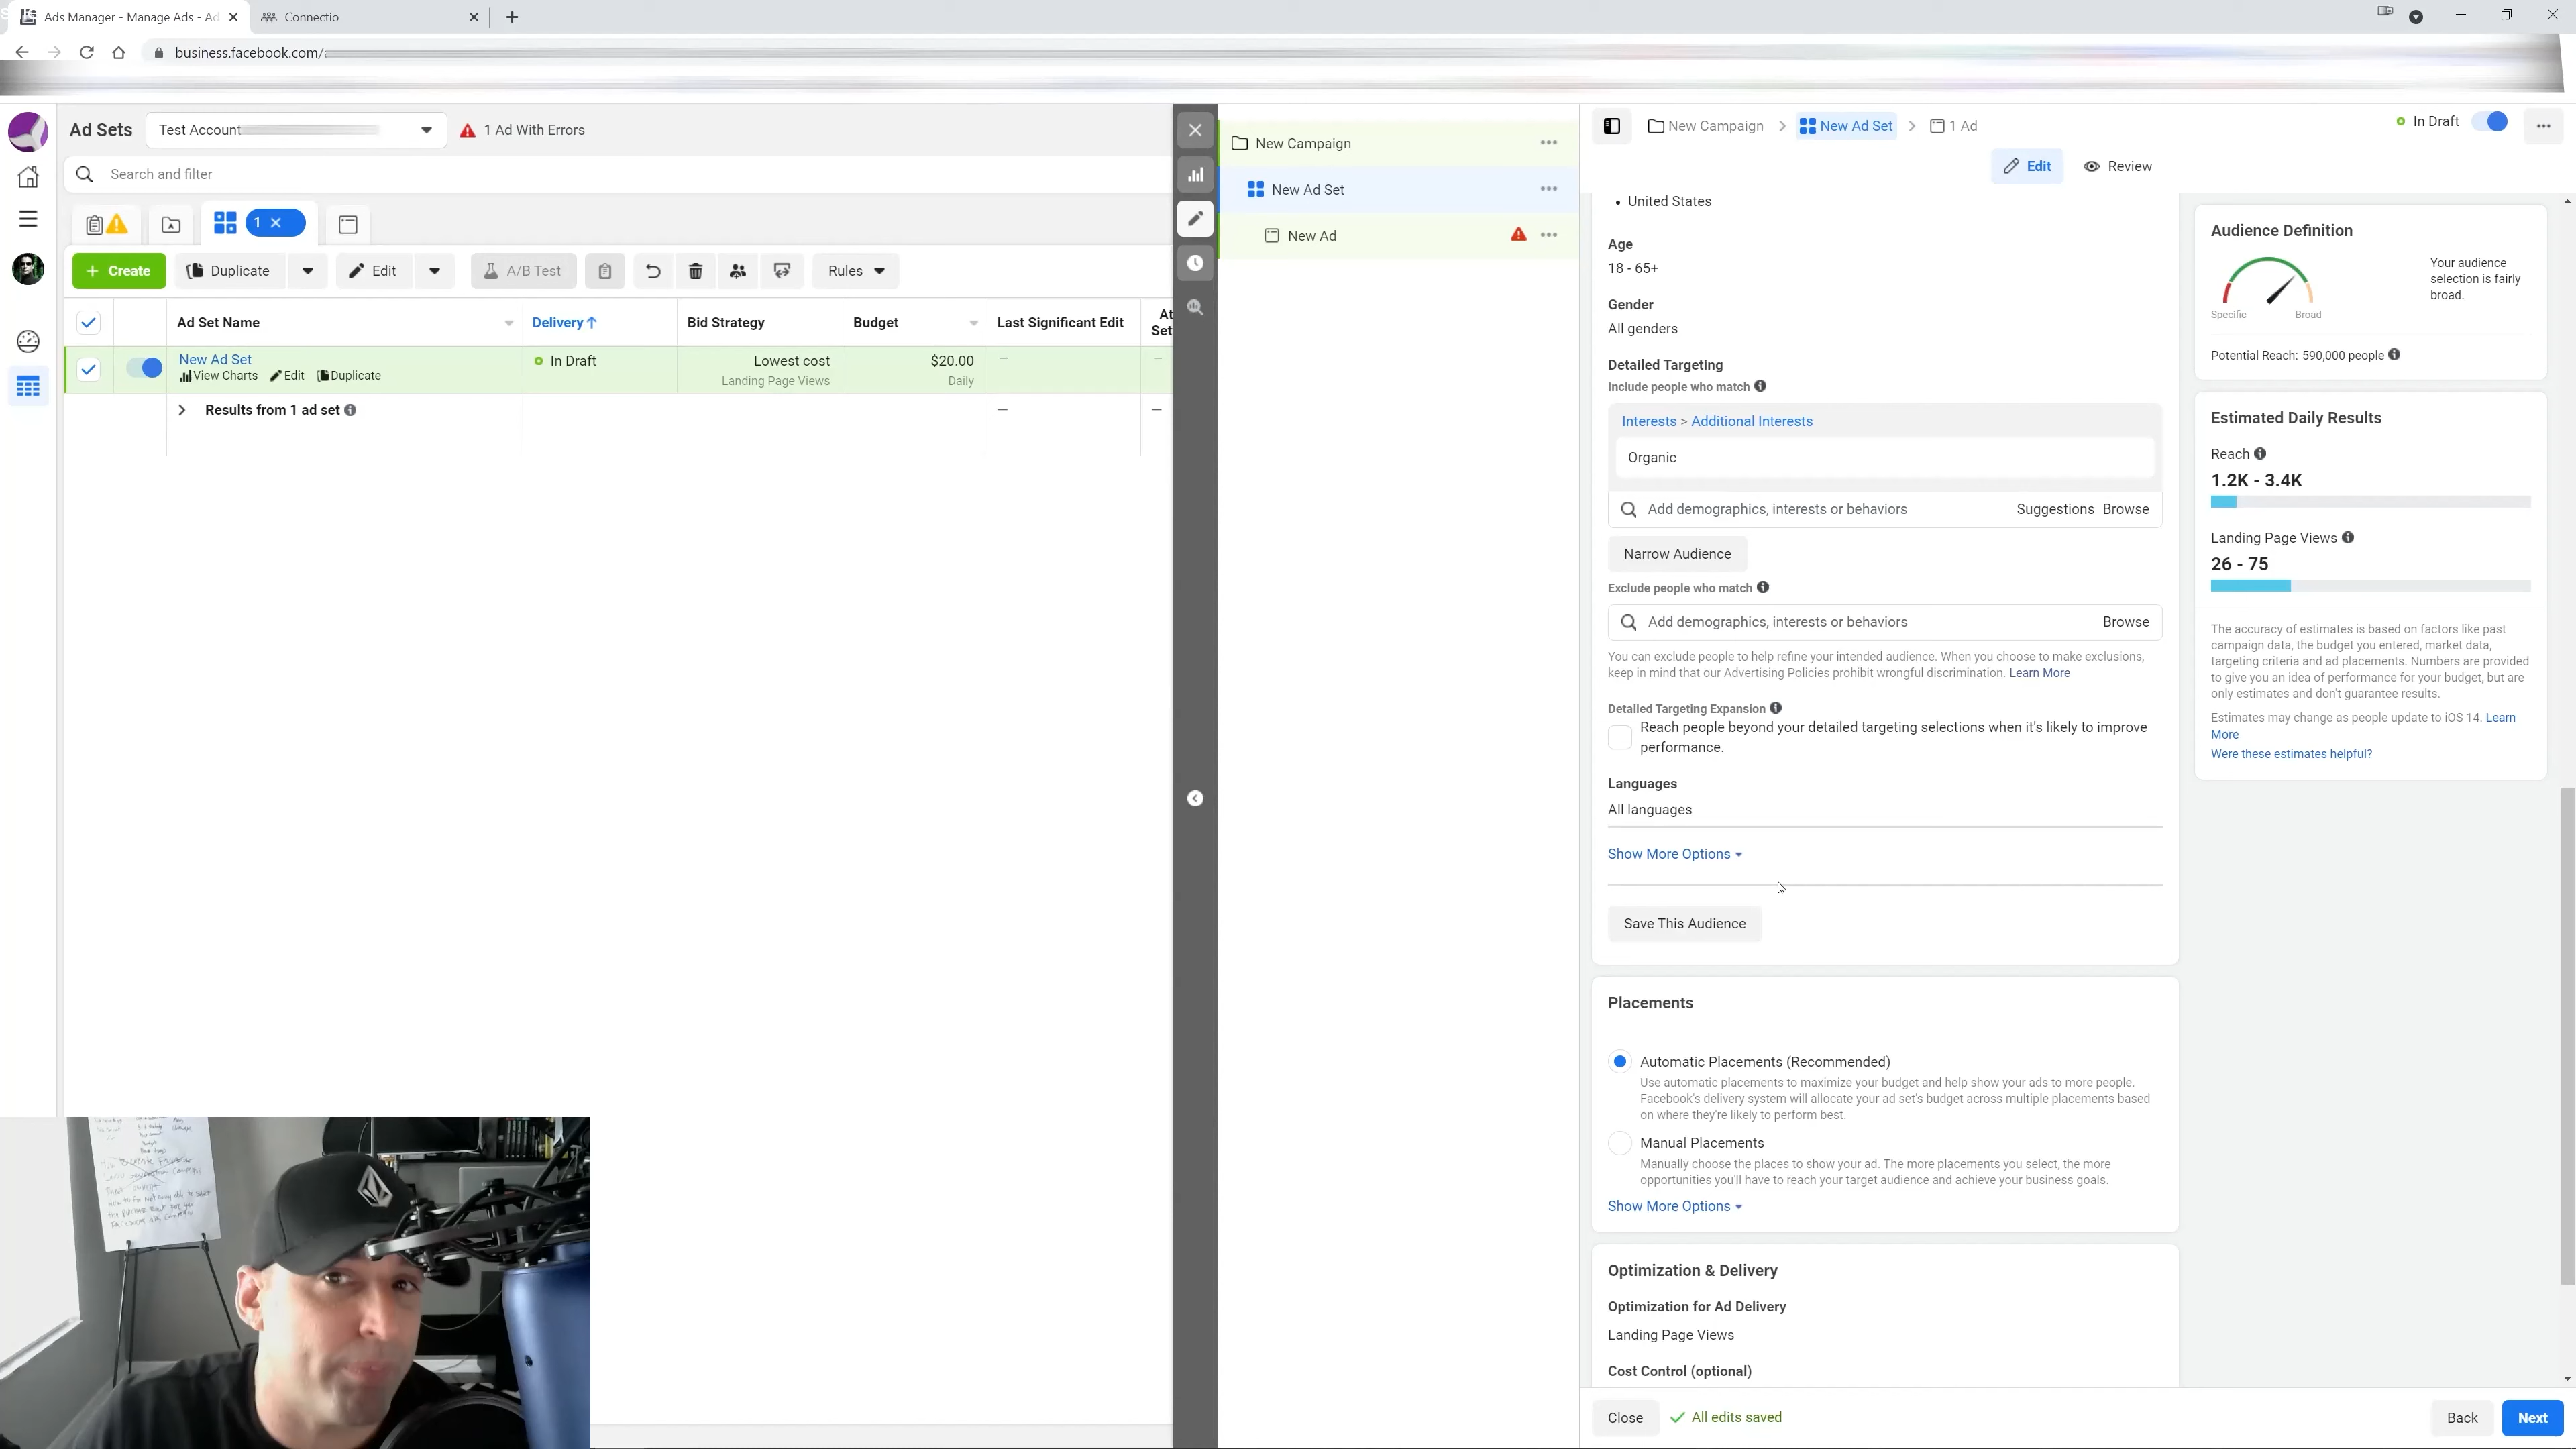 Ads Manager - Manage Ads - Ad
Connectio
business.facebook.com/
Ad Sets
Test Account
1 Ad With Errors
Search and filter
1
Create
Duplicate
Edit
A/B Test
Rules
Ad Set Name
Delivery
Bid Strategy
Budget
Last Significant Edit
At
Set
New Ad Set
View Charts Edit Duplicate
In Draft
Lowest cost
Landing Page Views
$20.00
Daily
Results from 1 ad set
New Campaign
New Ad Set
New Ad
New Campaign
New Ad Set
1 Ad
In Draft
Edit
Review
United States
Age
18 - 65+
Gender
All genders
Detailed Targeting
Include people who match
Interests > Additional Interests
Organic
Add demographics, interests or behaviors
Suggestions Browse
Narrow Audience
Exclude people who match
Add demographics, interests or behaviors
Browse
You can exclude people to help refine your intended audience. When you choose to make exclusions,
keep in mind that our Advertising Policies prohibit wrongful discrimination. Learn More
Detailed Targeting Expansion
Reach people beyond your detailed targeting selections when it's likely to improve
performance.
Languages
All languages
Show More Options
Save This Audience
Placements
Automatic Placements (Recommended)
Use automatic placements to maximize your budget and help show your ads to more people.
Facebook's delivery system will allocate your ad set's budget across multiple placements based
on where they're likely to perform best.
Manual Placements
Manually choose the places to show your ad. The more placements you select, the more
opportunities you'll have to reach your target audience and achieve your business goals.
Show More Options
Optimization & Delivery
Optimization for Ad Delivery
Landing Page Views
Cost Control (optional)
Close
All edits saved
Back
Next
Audience Definition
Your audience
selection is fairly
broad.
Specific
Broad
Potential Reach: 590,000 people
Estimated Daily Results
Reach
1.2K - 3.4K
Landing Page Views
26 - 75
The accuracy of estimates is based on factors like past
campaign data, the budget you entered, market data,
targeting criteria and ad placements. Numbers are provided
to give you an idea of performance for your budget, but are
only estimates and don't guarantee results.
Estimates may change as people update to iOS 14. Learn
More
Were these estimates helpful?